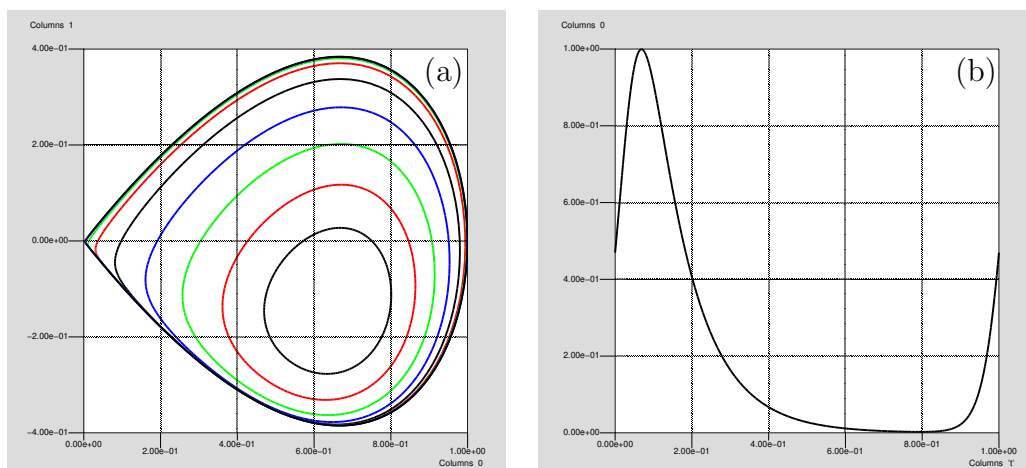 Columns 1
4.00e−01
(a)
2.00e−01
0.00e+00
−2.00e−01
−4.00e−01
0.00e+00 2.00e−01 4.00e−01 6.00e−01 8.00e−01 1.00e+00
Columns 0
Columns 0
1.00e+00
(b)
8.00e−01
6.00e−01
4.00e−01
2.00e−01
0.00e+00
0.00e+00 2.00e−01 4.00e−01 6.00e−01 8.00e−01 1.00e+00
Columns 't'